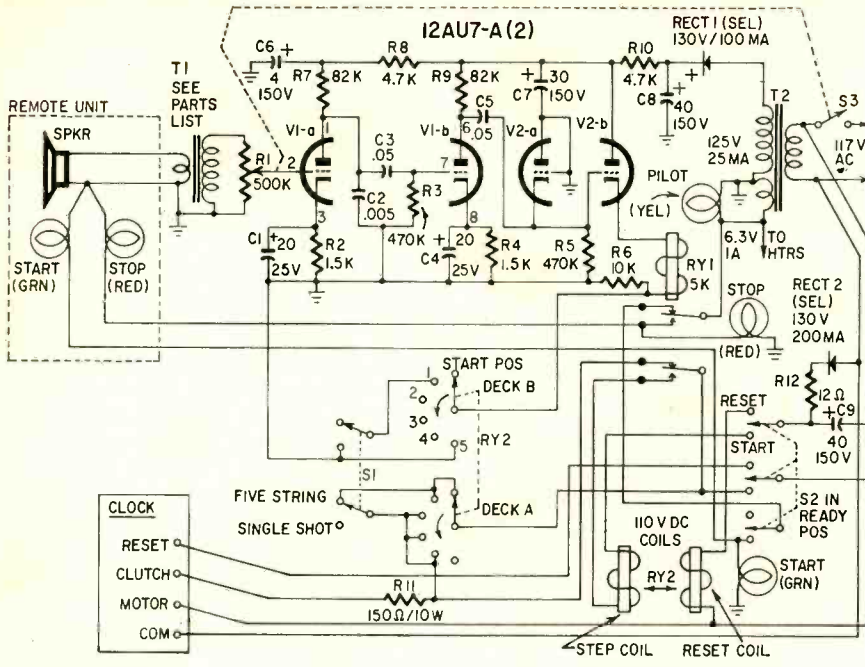 12AU7-A(2)
RECT 1 (SEL)
130V/100 MA
C6
4
150V
R8
4.7K
R7
82K
R9
82K
C7
30
150V
R10
4.7K
C8
40
150V
T2
S3
117V
AC
T1
SEE
PARTS
LIST
REMOTE UNIT
SPKR
V1-a
1
2
3
C3
.05
V1-b
C5
.05
6
7
8
V2-a
V2-b
125V
25MA
PILOT
(YEL)
R1
500K
C2
.005
R3
470K
START
(GRN)
STOP
(RED)
C1
20
25V
R2
1.5K
20
C4
25V
R4
1.5K
R5
470K
R6
10K
RY1
5K
6.3V
1A
TO
HTRS
STOP
(RED)
RECT 2
(SEL)
130V
200MA
START POS
DECK B
1
2
3
4
5
RY2
R12
12Ω
C9
40
150V
RESET
START
S1
FIVE STRING
SINGLE SHOT
DECK A
S2 IN
READY
POS
CLOCK
RESET
CLUTCH
MOTOR
COM
R11
150Ω/10W
110V DC
COILS
RY2
START
(GRN)
STEP COIL
RESET COIL